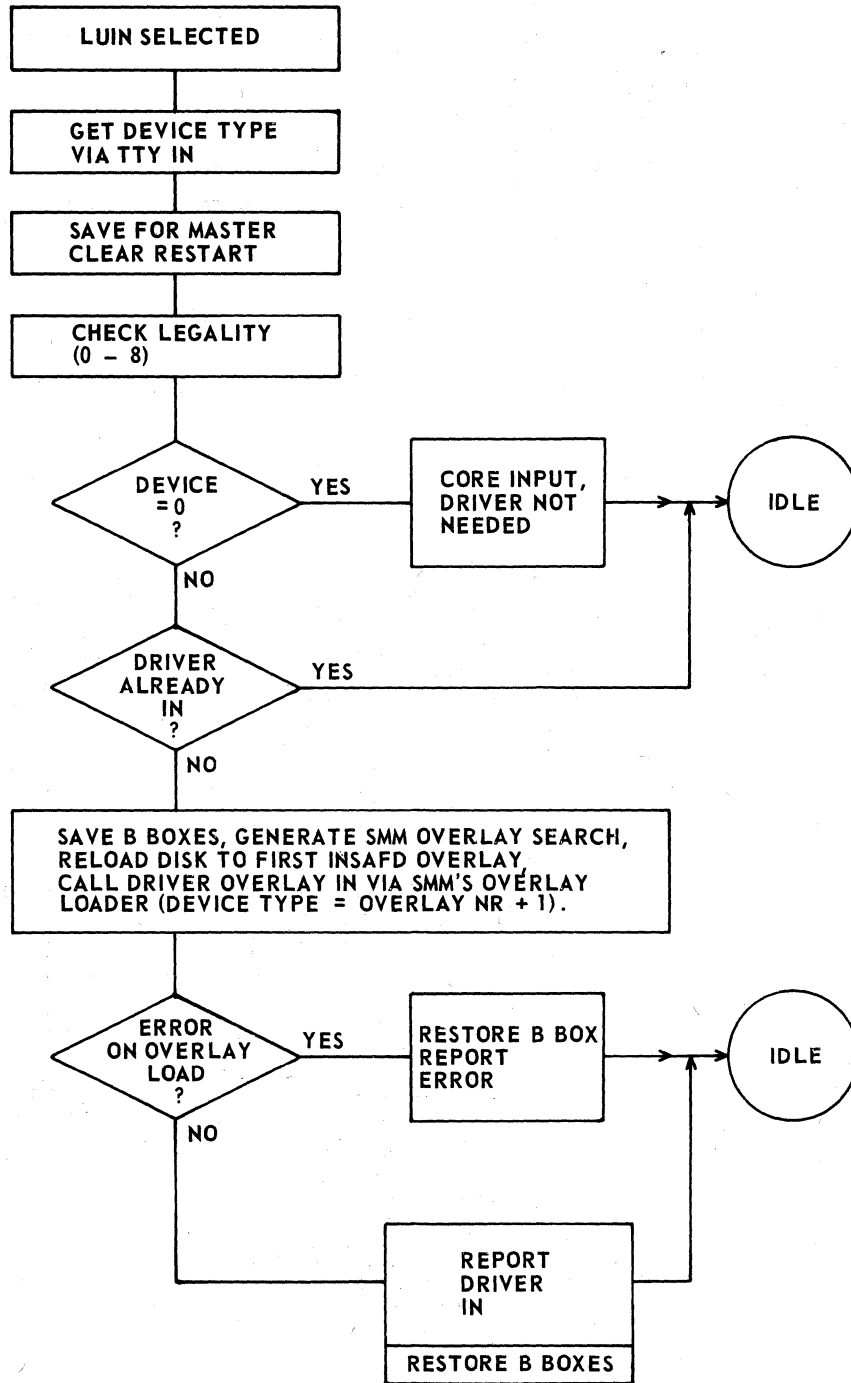 LUIN SELECTED
GET DEVICE TYPE
VIA TTY IN
SAVE FOR MASTER
CLEAR RESTART
CHECK LEGALITY
(0 – 8)
DEVICE
= 0
?
YES
CORE INPUT,
DRIVER NOT
NEEDED
IDLE
NO
DRIVER
ALREADY
IN
?
YES
NO
SAVE B BOXES, GENERATE SMM OVERLAY SEARCH,
RELOAD DISK TO FIRST INSAFD OVERLAY,
CALL DRIVER OVERLAY IN VIA SMM'S OVERLAY
LOADER (DEVICE TYPE = OVERLAY NR + 1).
ERROR
ON OVERLAY
LOAD
?
YES
RESTORE B BOX
REPORT
ERROR
IDLE
NO
REPORT
DRIVER
IN
RESTORE B BOXES